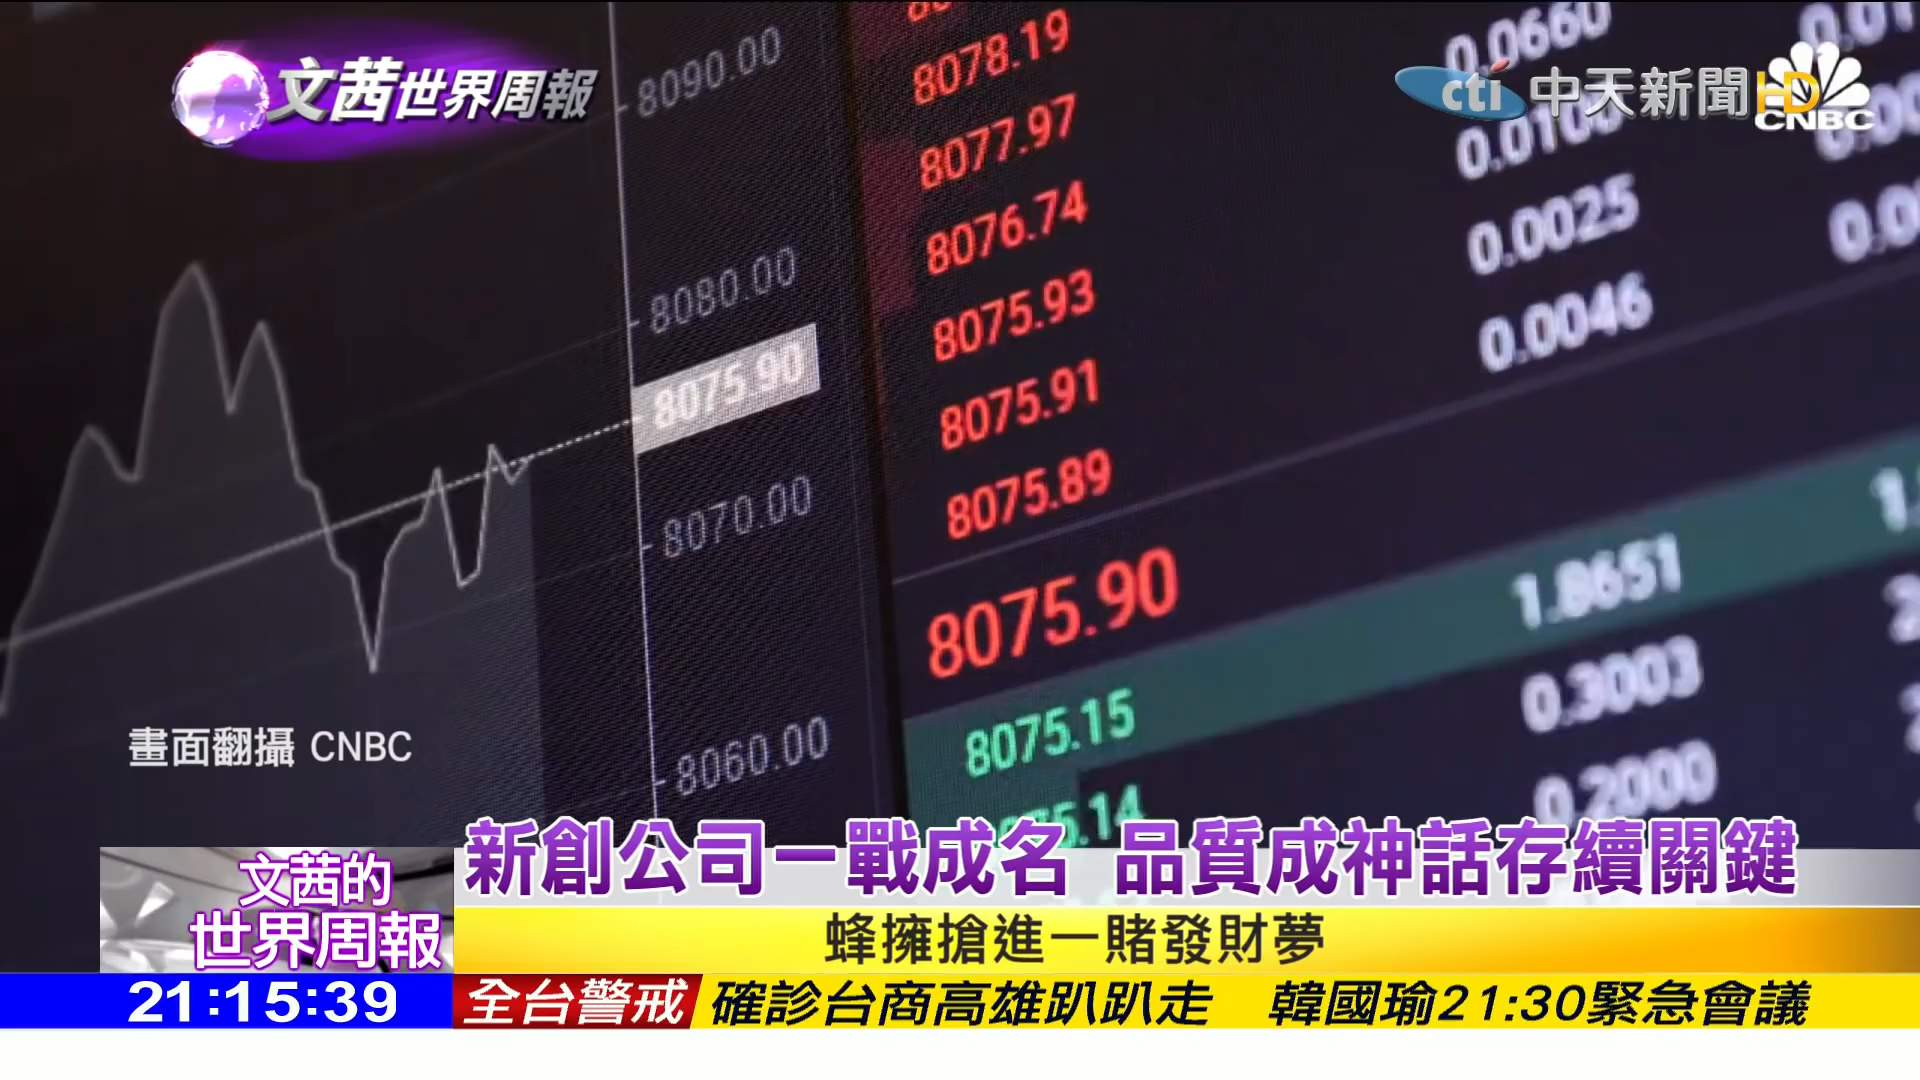 文茜世界周報
cti 中天新聞 HD
CNBC
8090.00
8080.00
8075.90
8070.00
8060.00
8078.19
8077.97
8076.74
8075.93
8075.91
8075.89
8075.90
8075.15
0.0660
0.0100
0.0025
0.0046
1.8651
0.3003
0.2000
畫面翻攝 CNBC
新創公司一戰成名 品質成神話存續關鍵
文茜的
世界周報
蜂擁搶進一賭發財夢
21:15:39
全台警戒 確診台商高雄趴趴走 韓國瑜21:30緊急會議